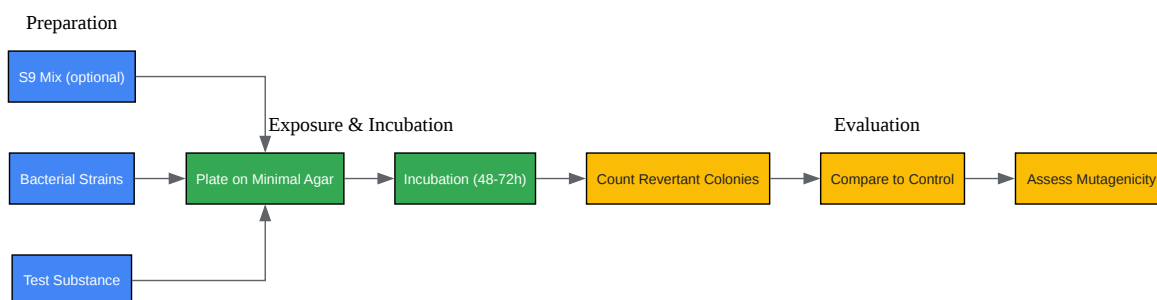 Preparation
S9 Mix (optional)
Exposure & Incubation
Evaluation
Bacterial Strains
Plate on Minimal Agar
Incubation (48-72h)
Count Revertant Colonies
Compare to Control
Assess Mutagenicity
Test Substance